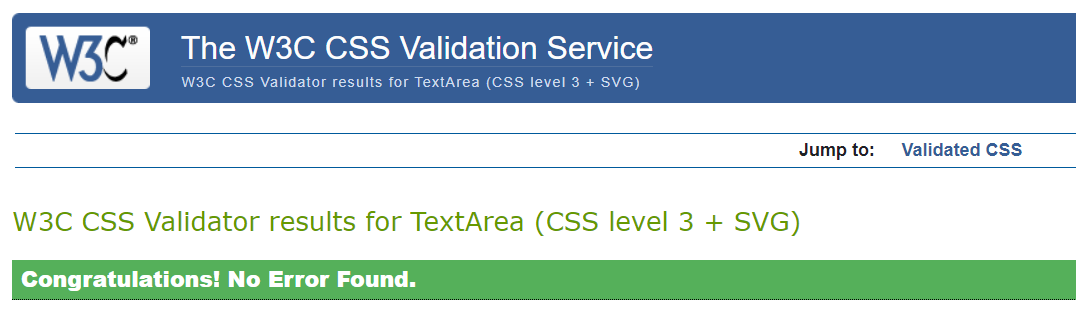 W3C®
The W3C CSS Validation Service
W3C CSS Validator results for TextArea (CSS level 3 + SVG)
Jump to: Validated CSS
W3C CSS Validator results for TextArea (CSS level 3 + SVG)
Congratulations! No Error Found.